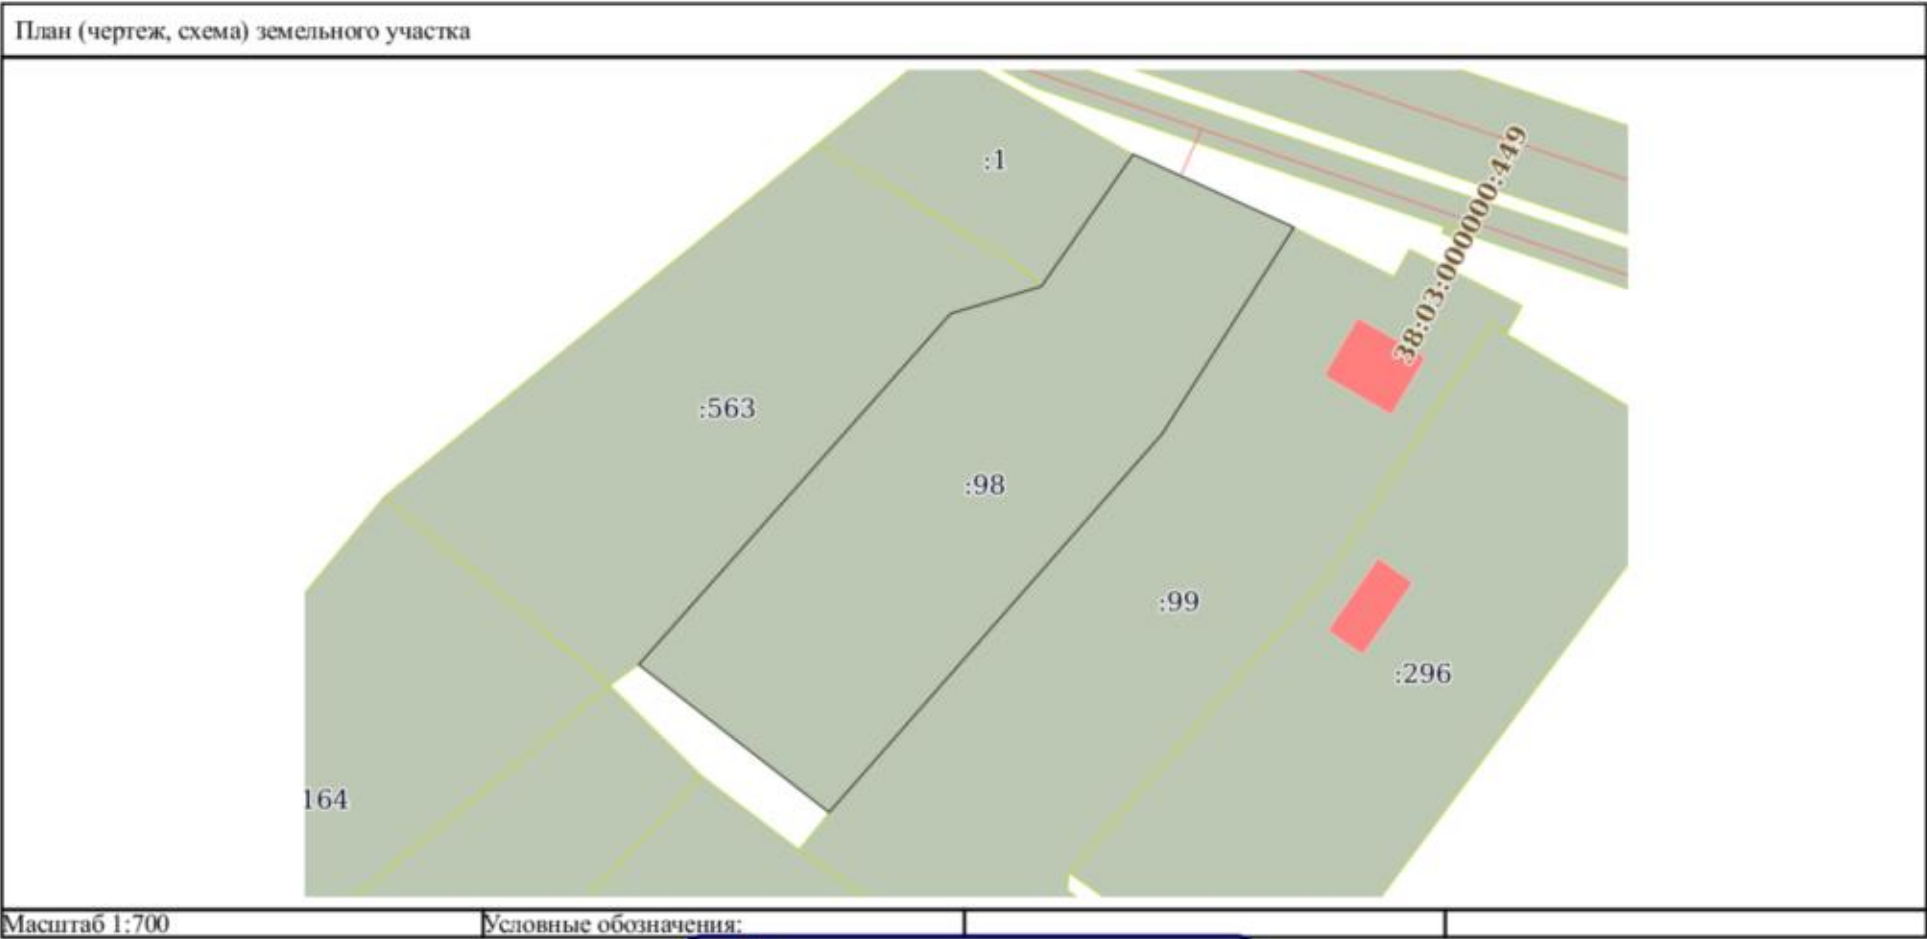 План (чертеж, схема) земельного участка
:1
38:03:000000:449
:563
:98
:99
:296
164
Масштаб 1:700
Условные обозначения: